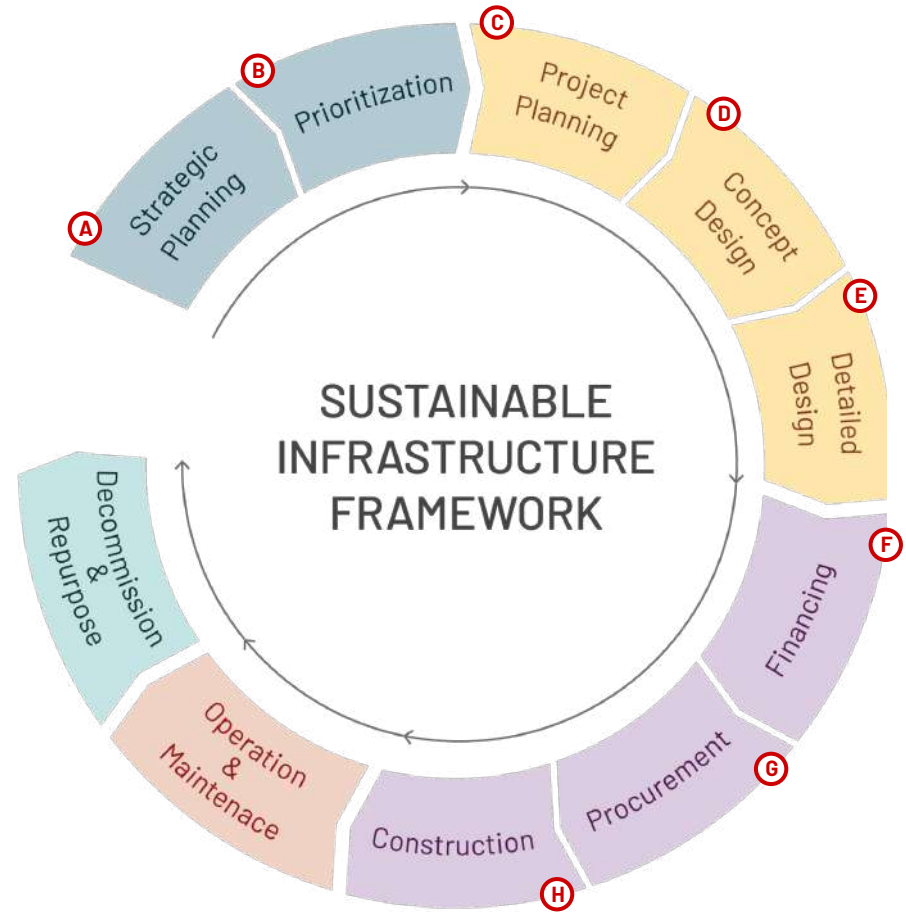 A
Strategic
Planning
B
Prioritization
C
Project
Planning
D
Concept
Design
E
Detailed
Design
F
Financing
G
Procurement
H
Construction
Operation
&
Maintenace
Decommission
&
Repurpose
SUSTAINABLE
INFRASTRUCTURE
FRAMEWORK